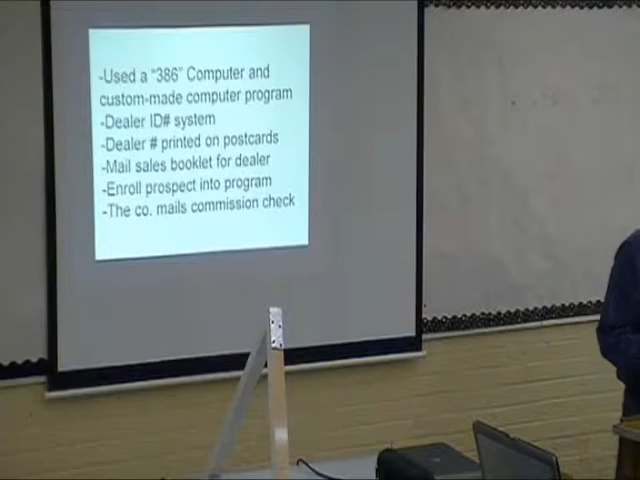 -Used a "386" Computer and
custom-made computer program
-Dealer ID# system
-Dealer # printed on postcards
-Mail sales booklet for dealer
-Enroll prospect into program
-The co. mails commission check